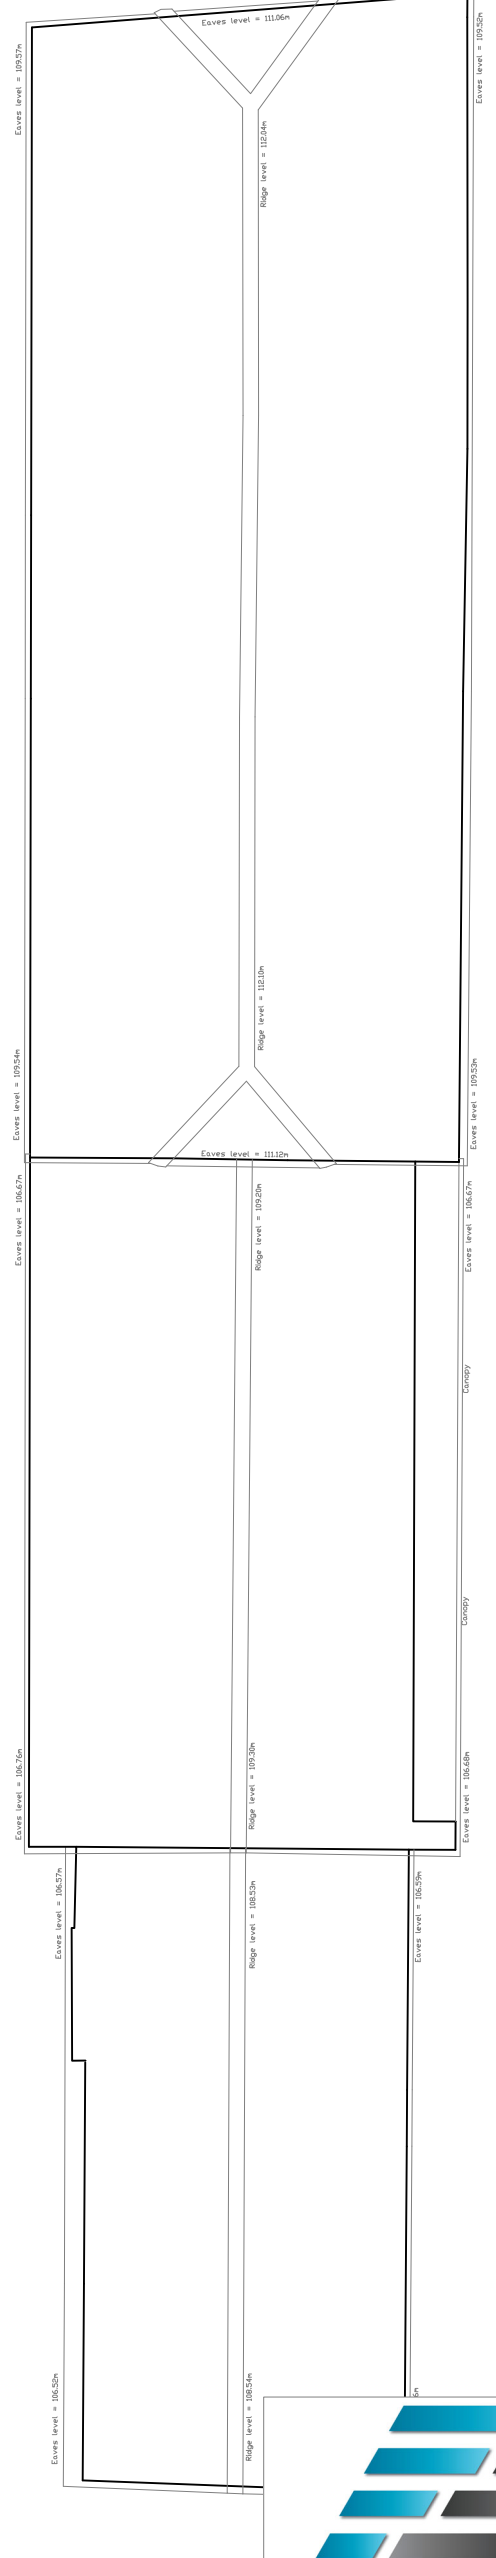 Eaves level = 111.06m
Eaves level = 109.52m
Eaves level = 109.57m
Ridge level = 112.04m
Ridge level = 112.10m
Eaves level = 109.54m
Eaves level = 109.53m
Eaves level = 111.12m
Eaves level = 106.67m
Ridge level = 109.20m
Eaves level = 106.67m
Canopy
Canopy
Eaves level = 106.76m
Ridge level = 109.30m
Eaves level = 106.68m
Eaves level = 106.57m
Ridge level = 108.53m
Eaves level = 106.59m
Eaves level = 106.52m
Ridge level = 108.54m
6m